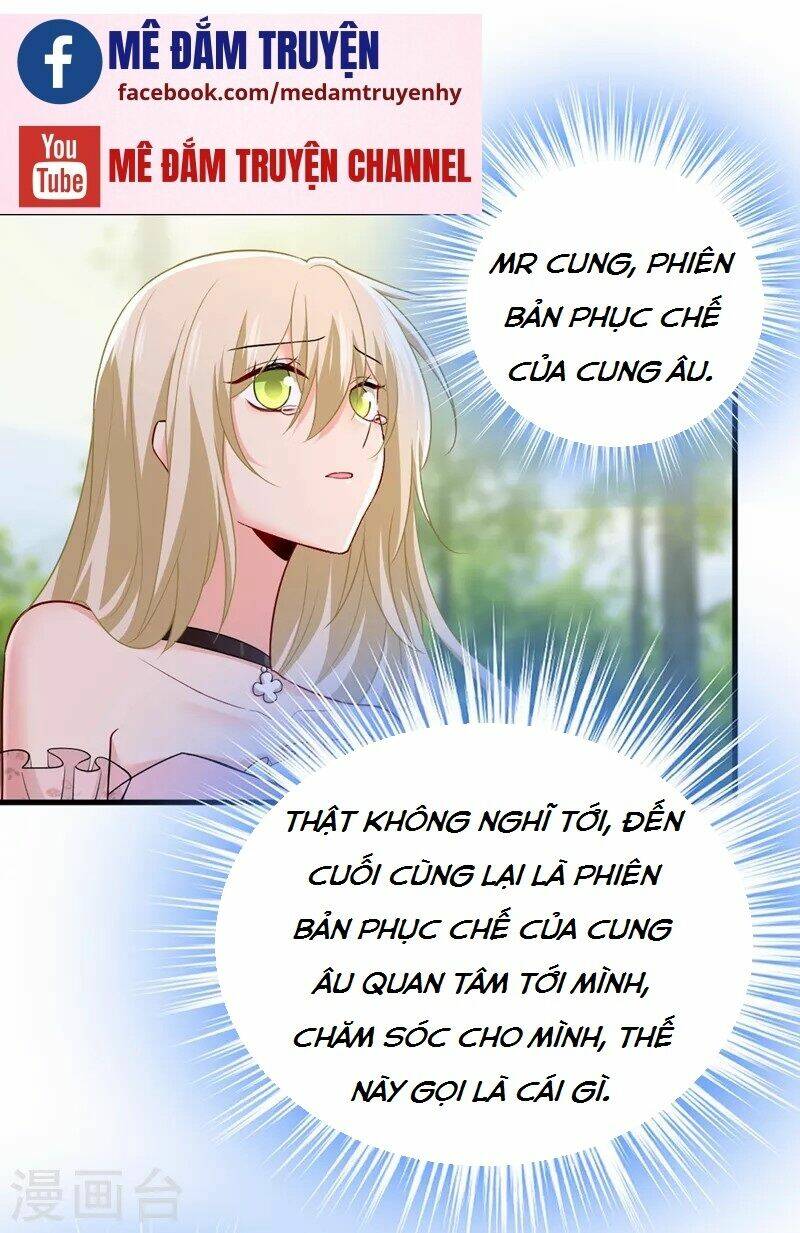 f
MÊ ĐẮM TRUYỆN
facebook.com/medamtruyenhy
You
Tube
MÊ ĐẮM TRUYỆN CHANNEL
MR CUNG, PHIÊN
BẢN PHỤC CHẾ
CỦA CUNG ÂU.
THẬT KHÔNG NGHĨ TỚI, ĐẾN
CUỐI CÙNG LẠI LÀ PHIÊN
BẢN PHỤC CHẾ CỦA CUNG
ÂU QUAN TÂM TỚI MÌNH,
CHĂM SÓC CHO MÌNH, THẾ
NÀY GỌI LÀ CÁI GÌ.
漫画台